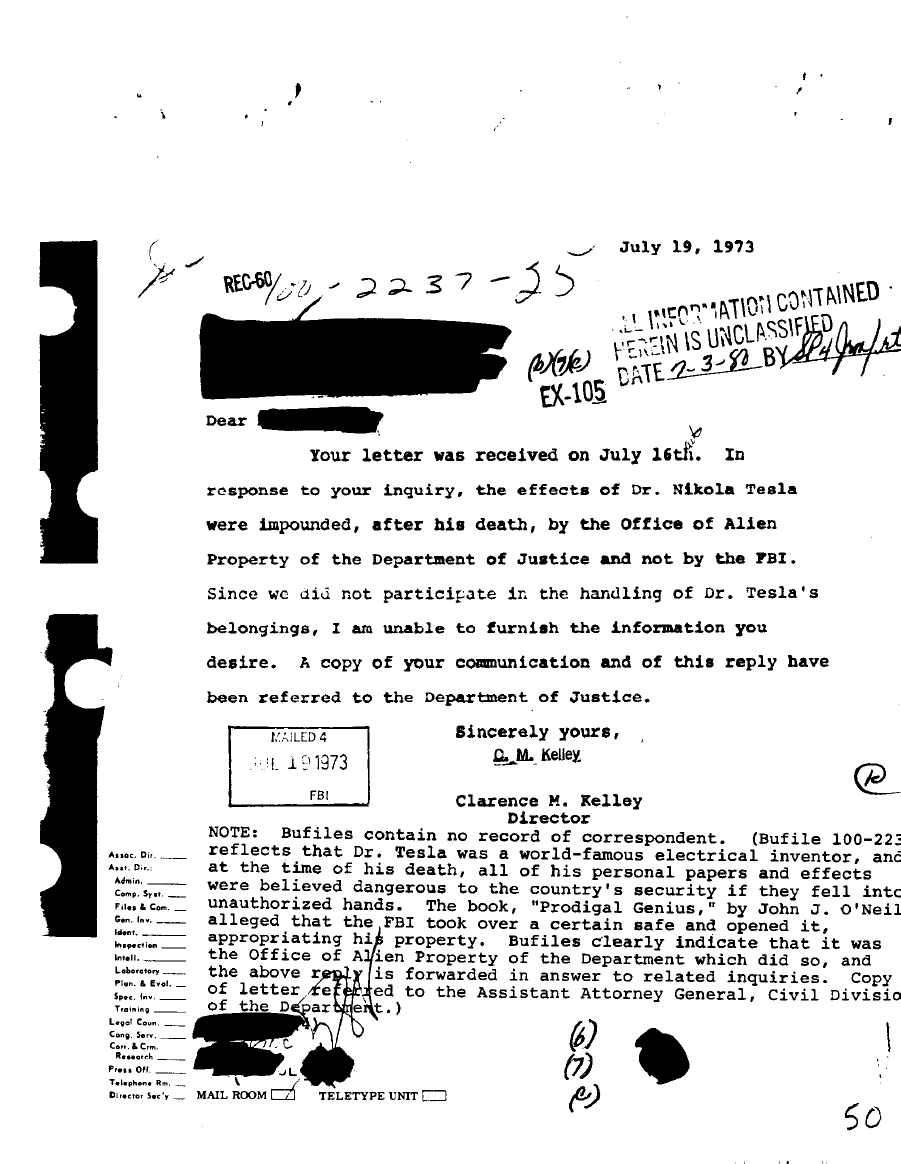 July 19, 1973
REC-60
100-2237-25
ALL INFORMATION CONTAINED
HEREIN IS UNCLASSIFIED
DATE BY
(b)(7)(c)
EX-105
Dear
Your letter was received on July 16th. In
response to your inquiry, the effects of Dr. Nikola Tesla
were impounded, after his death, by the Office of Alien
Property of the Department of Justice and not by the FBI.
Since we did not participate in the handling of Dr. Tesla's
belongings, I am unable to furnish the information you
desire. A copy of your communication and of this reply have
been referred to the Department of Justice.
MAILED 4
JUL 19 1973
FBI
Sincerely yours,
C. M. Kelley
Clarence M. Kelley
Director
NOTE: Bufiles contain no record of correspondent. (Bufile 100-223
reflects that Dr. Tesla was a world-famous electrical inventor, and
at the time of his death, all of his personal papers and effects
were believed dangerous to the country's security if they fell into
unauthorized hands. The book, "Prodigal Genius," by John J. O'Neil
alleged that the FBI took over a certain safe and opened it,
appropriating his property. Bufiles clearly indicate that it was
the Office of Alien Property of the Department which did so, and
the above reply is forwarded in answer to related inquiries. Copy
of letter referred to the Assistant Attorney General, Civil Divisio
of the Department.)
Assoc. Dir.
Asst. Dir.:
Admin.
Comp. Syst.
Files & Com.
Gen. Inv.
Ident.
Inspection
Intell.
Laboratory
Plan. & Eval.
Spec. Inv.
Training
Legal Coun.
Cong. Serv.
Corr. & Crm.
Research
Press Off.
Telephone Rm.
Director Sec'y
MAIL ROOM TELETYPE UNIT
(b)
(7)
(c)
50